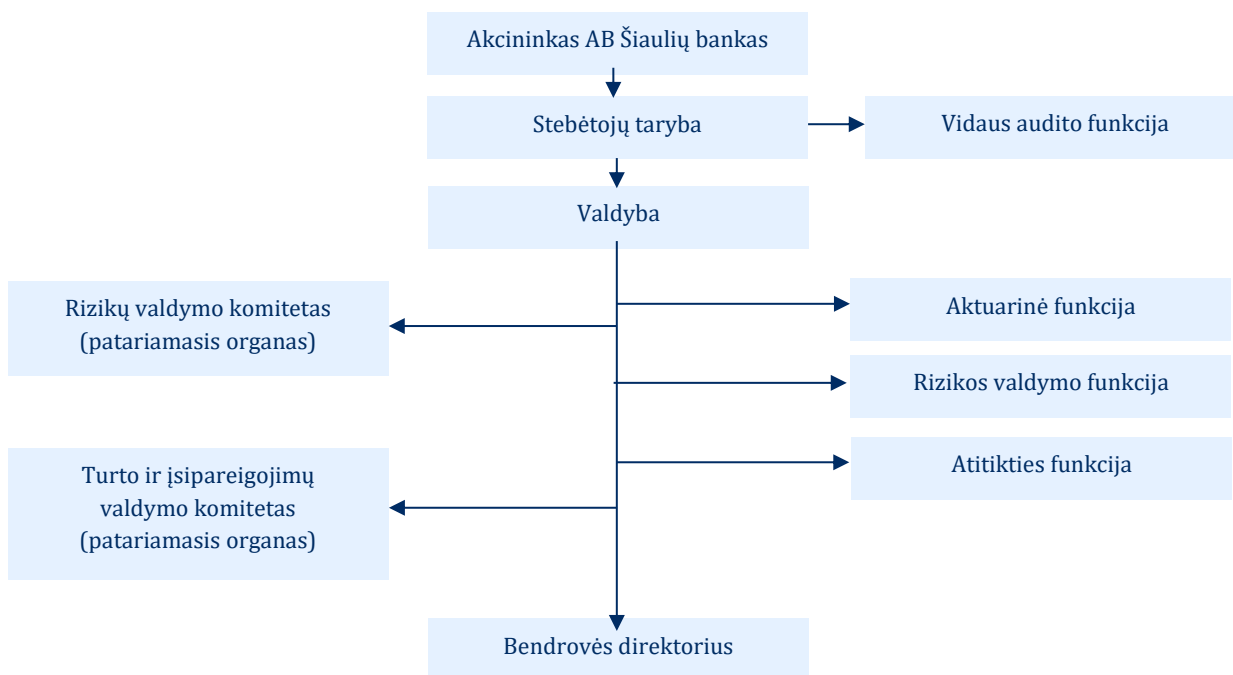 Akcininkas AB Šiaulių bankas
Stebėtojų taryba
Vidaus audito funkcija
Valdyba
Rizikų valdymo komitetas
(patariamasis organas)
Aktuarinė funkcija
Rizikos valdymo funkcija
Atitikties funkcija
Turto ir įsipareigojimų
valdymo komitetas
(patariamasis organas)
Bendrovės direktorius